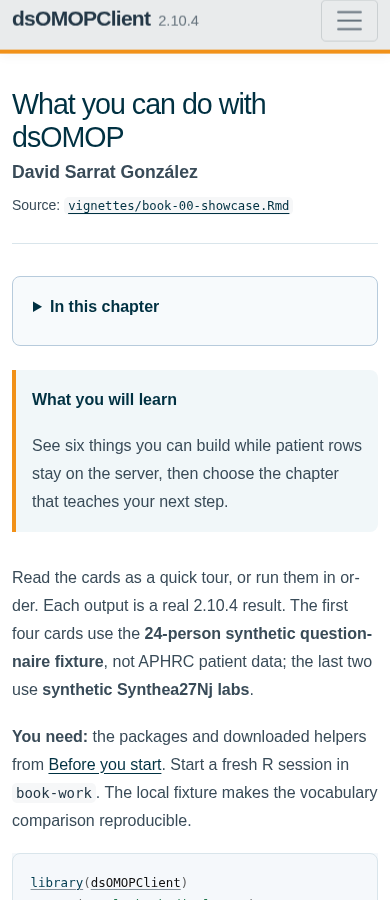 dsOMOPClient 2.10.4
What you can do with
dsOMOP
David Sarrat González
Source: vignettes/book-00-showcase.Rmd
In this chapter
What you will learn
See six things you can build while patient rows
stay on the server, then choose the chapter
that teaches your next step.
Read the cards as a quick tour, or run them in or-
der. Each output is a real 2.10.4 result. The first
four cards use the 24-person synthetic question-
naire fixture, not APHRC patient data; the last two
use synthetic Synthea27Nj labs.
You need: the packages and downloaded helpers
from Before you start. Start a fresh R session in
book-work. The local fixture makes the vocabulary
comparison reproducible.
library(dsOMOPClient)